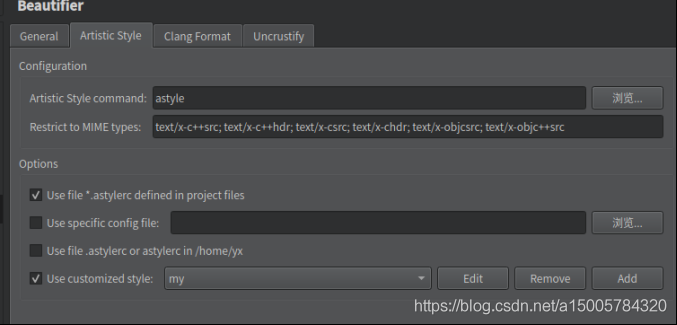 Beautifier
General Artistic Style Clang Format Uncrustify
Configuration
Artistic Style command: astyle 浏览...
Restrict to MIME types: text/x-c++src; text/x-c++hdr; text/x-csrc; text/x-chdr; text/x-objcsrc; text/x-objc++src
Options
Use file *.astylerc defined in project files
Use specific config file: 浏览...
Use file .astylerc or astylerc in /home/yx
Use customized style: my Edit Remove Add
https://blog.csdn.net/a15005784320